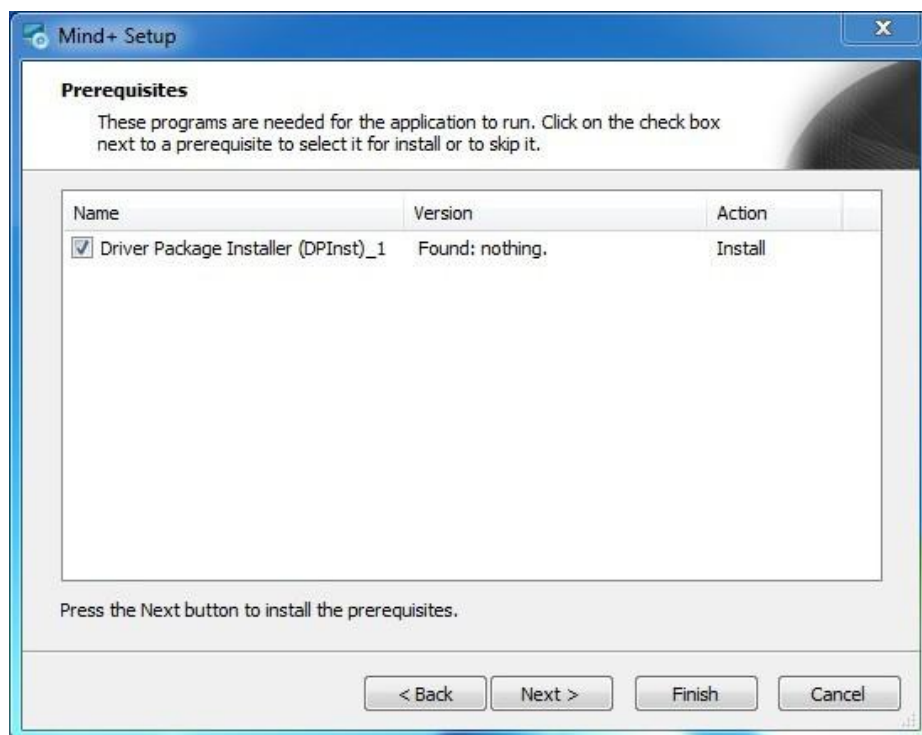 Mind+ Setup
Prerequisites
These programs are needed for the application to run. Click on the check box
next to a prerequisite to select it for install or to skip it.
Name Version Action
Driver Package Installer (DPInst)_1 Found: nothing. Install
Press the Next button to install the prerequisites.
< Back Next > Finish Cancel